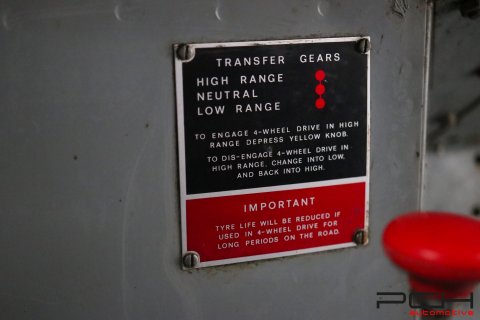 TRANSFER GEARS
HIGH RANGE
NEUTRAL
LOW RANGE
TO ENGAGE 4-WHEEL DRIVE IN HIGH
RANGE DEPRESS YELLOW KNOB.
TO DIS-ENGAGE 4-WHEEL DRIVE IN
HIGH RANGE, CHANGE INTO LOW,
AND BACK INTO HIGH.
IMPORTANT
TYRE LIFE WILL BE REDUCED IF
USED IN 4-WHEEL DRIVE FOR
LONG PERIODS ON THE ROAD.
automotive